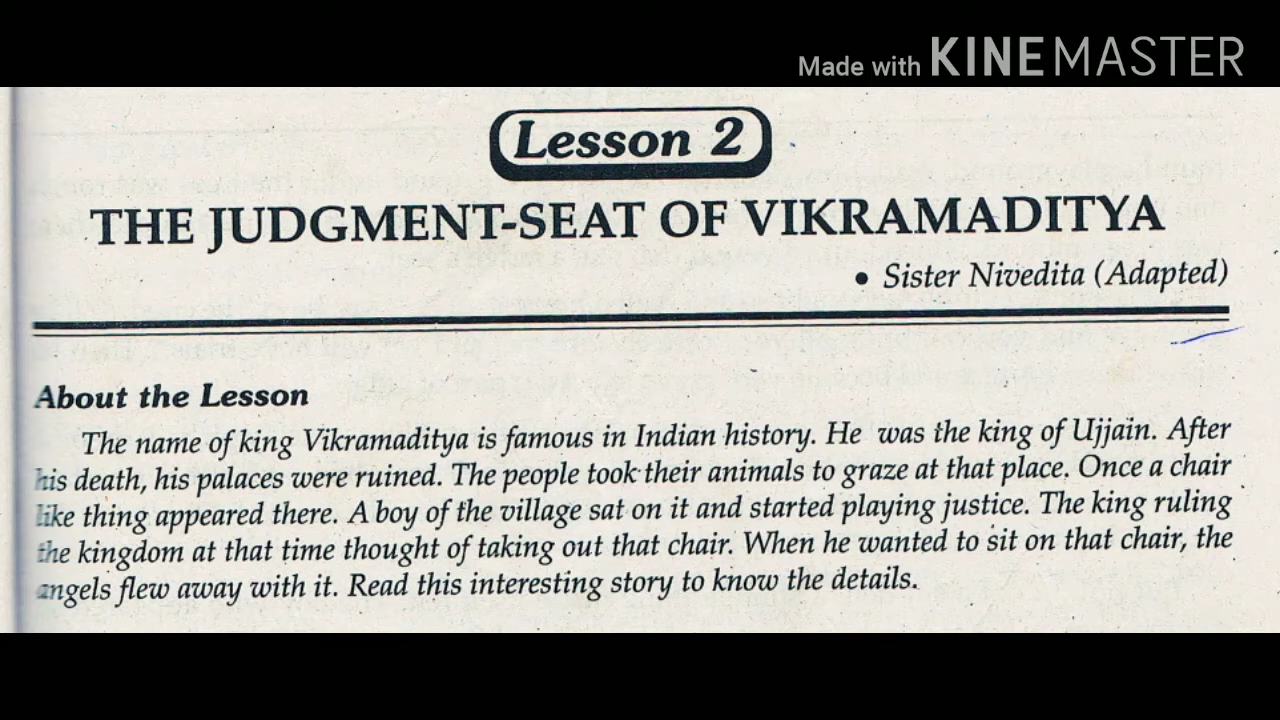 Made with KINEMASTER
Lesson 2
THE JUDGMENT-SEAT OF VIKRAMADITYA
• Sister Nivedita (Adapted)
About the Lesson
The name of king Vikramaditya is famous in Indian history. He was the king of Ujjain. After
his death, his palaces were ruined. The people took their animals to graze at that place. Once a chair
like thing appeared there. A boy of the village sat on it and started playing justice. The king ruling
the kingdom at that time thought of taking out that chair. When he wanted to sit on that chair, the
angels flew away with it. Read this interesting story to know the details.